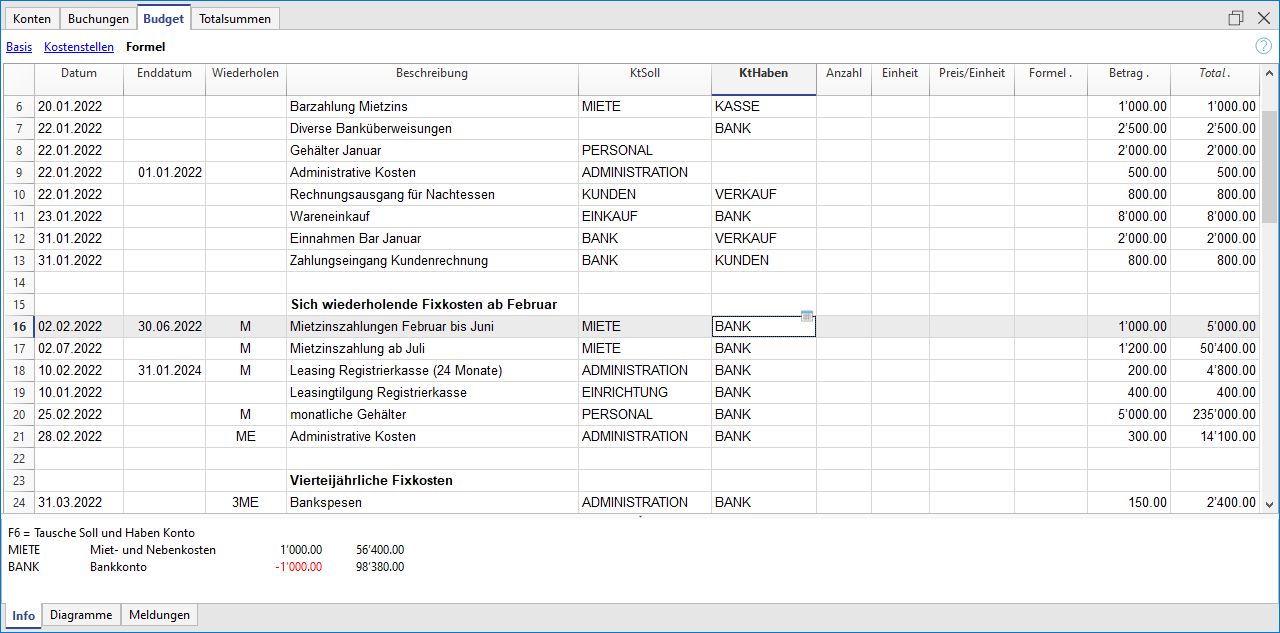 Konten Buchungen Budget Totalsummen
Basis Kostenstellen Formel
Datum Enddatum Wiederholen Beschreibung KtSoll KtHaben Anzahl Einheit Preis/Einheit Formel . Betrag . Total .
6 20.01.2022 Barzahlung Mietzins MIETE KASSE 1'000.00 1'000.00
7 22.01.2022 Diverse Banküberweisungen BANK 2'500.00 2'500.00
8 22.01.2022 Gehälter Januar PERSONAL 2'000.00 2'000.00
9 22.01.2022 01.01.2022 Administrative Kosten ADMINISTRATION 500.00 500.00
10 22.01.2022 Rechnungsausgang für Nachtessen KUNDEN VERKAUF 800.00 800.00
11 23.01.2022 Wareneinkauf EINKAUF BANK 8'000.00 8'000.00
12 31.01.2022 Einnahmen Bar Januar BANK VERKAUF 2'000.00 2'000.00
13 31.01.2022 Zahlungseingang Kundenrechnung BANK KUNDEN 800.00 800.00
14
15 Sich wiederholende Fixkosten ab Februar
16 02.02.2022 30.06.2022 M Mietzinszahlungen Februar bis Juni MIETE BANK 1'000.00 5'000.00
17 02.07.2022 M Mietzinszahlung ab Juli MIETE BANK 1'200.00 50'400.00
18 10.02.2022 31.01.2024 M Leasing Registrierkasse (24 Monate) ADMINISTRATION BANK 200.00 4'800.00
19 10.01.2022 Leasingtilgung Registrierkasse EINRICHTUNG BANK 400.00 400.00
20 25.02.2022 M monatliche Gehälter PERSONAL BANK 5'000.00 235'000.00
21 28.02.2022 ME Administrative Kosten ADMINISTRATION BANK 300.00 14'100.00
22
23 Vierteijährliche Fixkosten
24 31.03.2022 3ME Bankspesen ADMINISTRATION BANK 150.00 2'400.00
F6 = Tausche Soll und Haben Konto
MIETE Miet- und Nebenkosten 1'000.00 56'400.00
BANK Bankkonto -1'000.00 98'380.00
Info Diagramme Meldungen